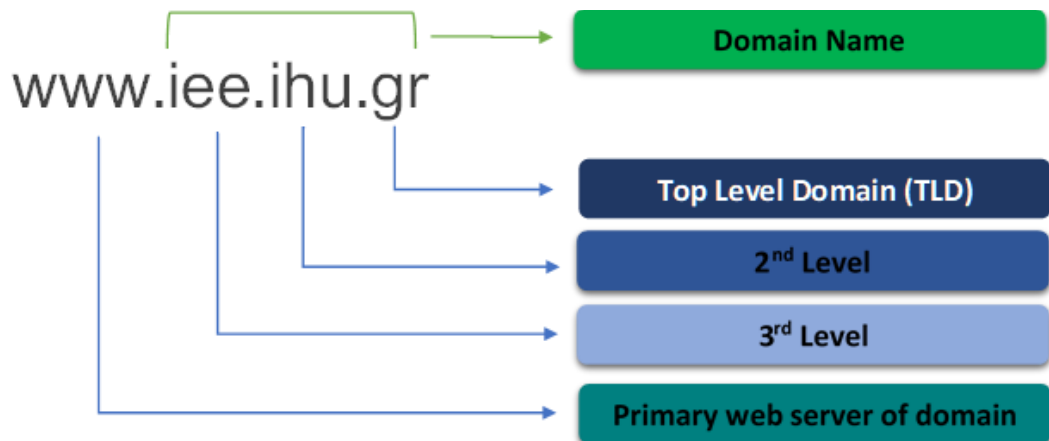 Domain Name
www.iee.ihu.gr
Top Level Domain (TLD)
2nd Level
3rd Level
Primary web server of domain